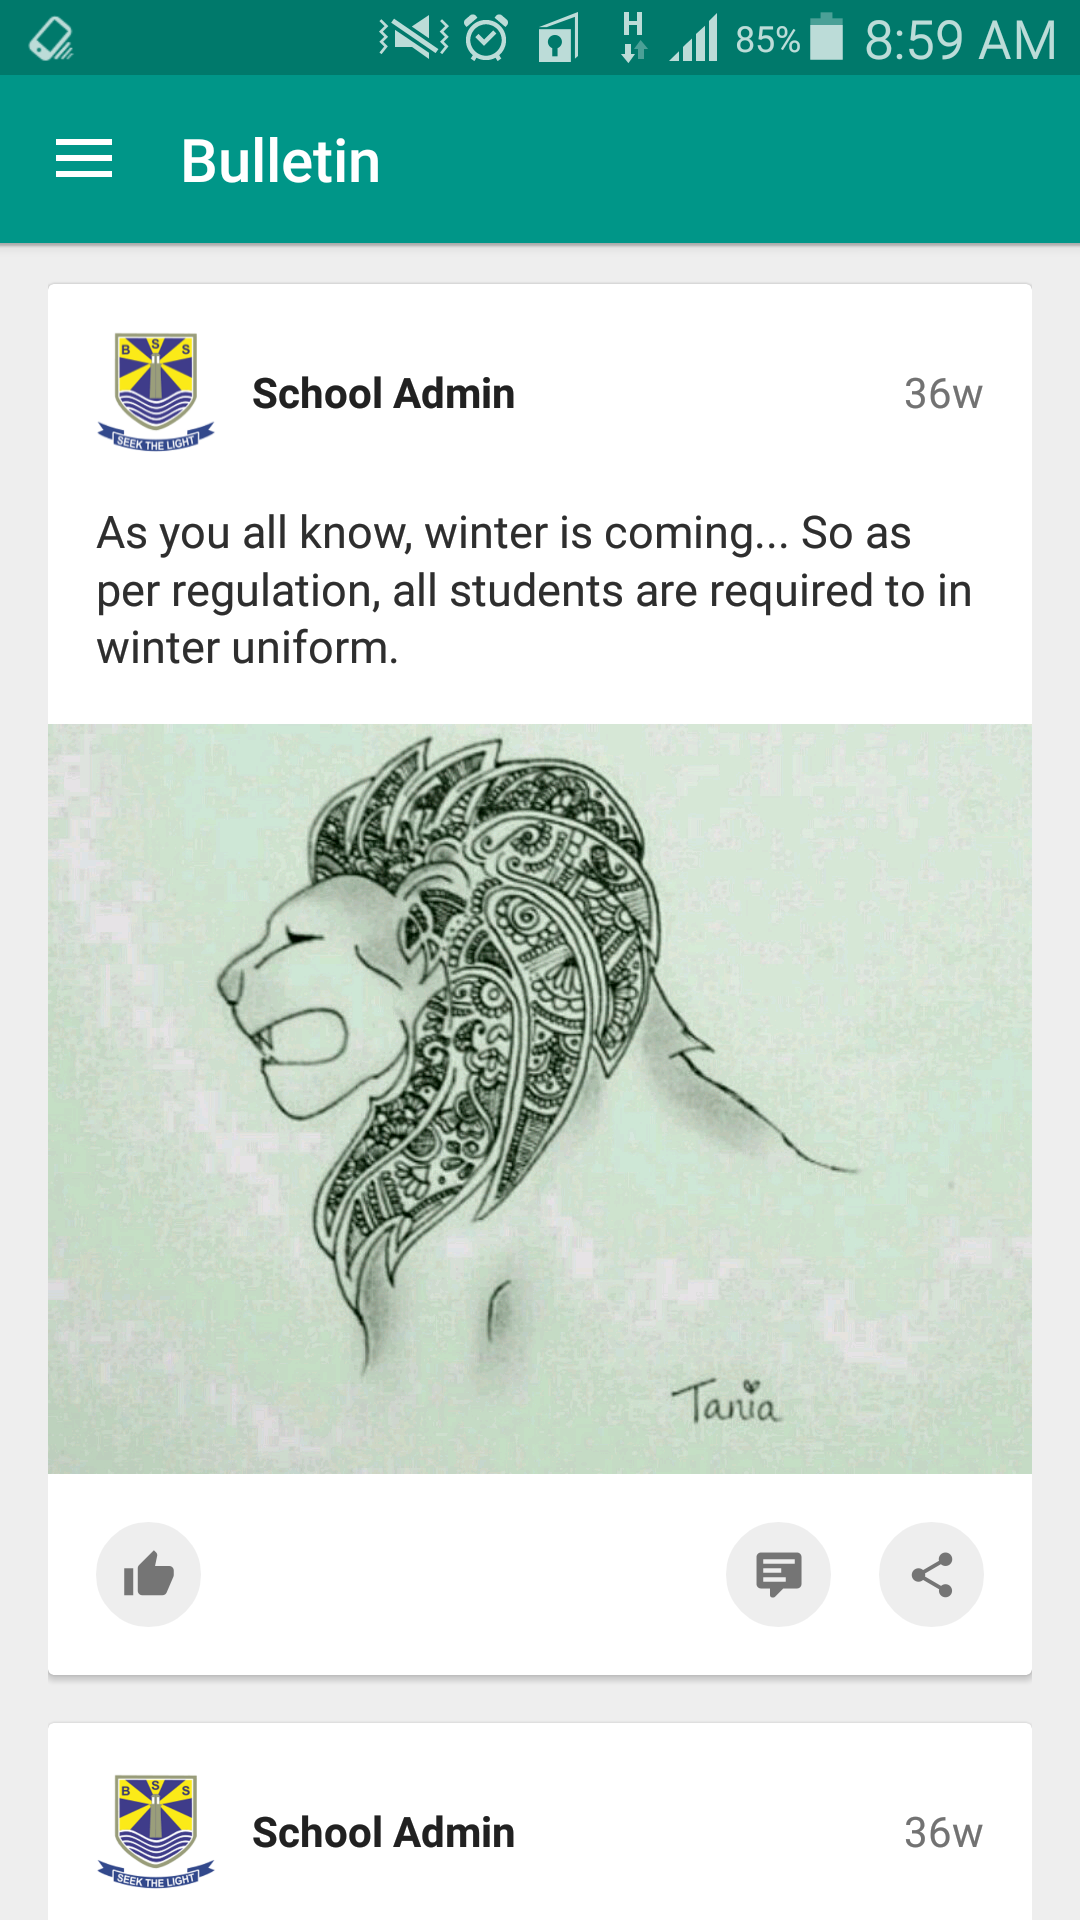 H
85%
8:59 AM
Bulletin
B S S
SEEK THE LIGHT
School Admin
36w
As you all know, winter is coming... So as
per regulation, all students are required to in
winter uniform.
Tania
B S S
SEEK THE LIGHT
School Admin
36w